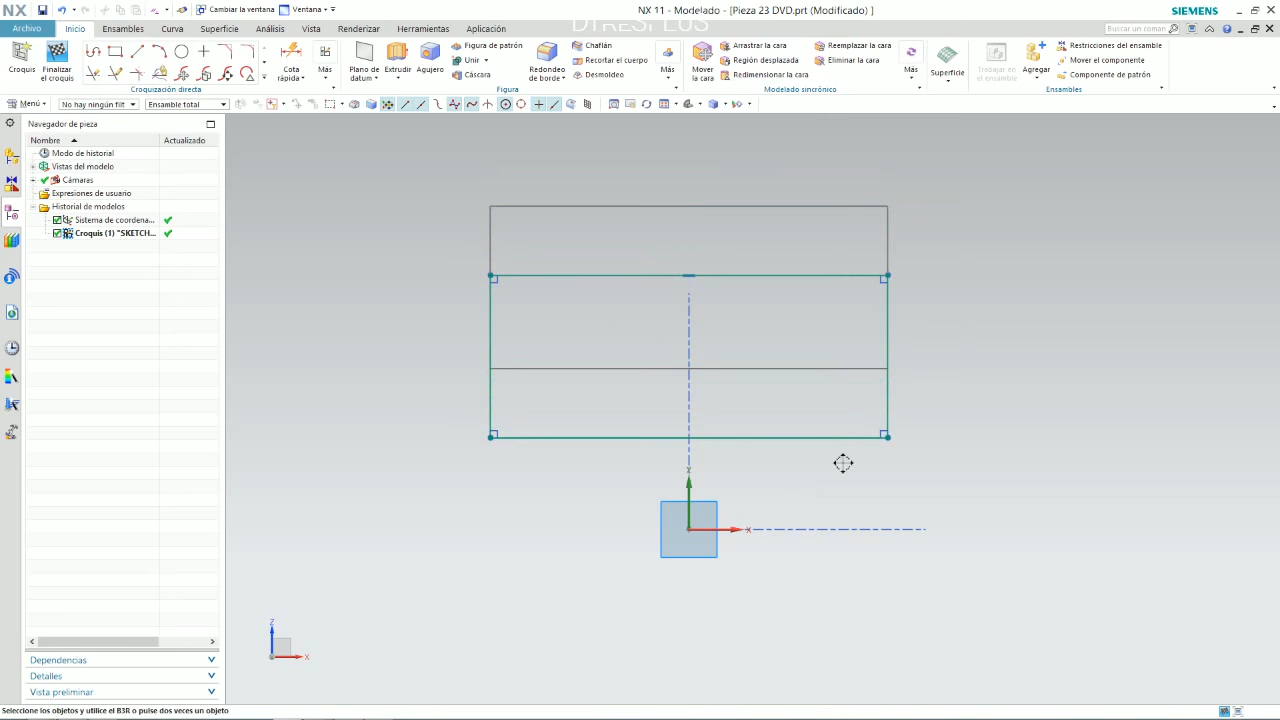 NX
Cambiar la ventana
Ventana
DTRESPLUS
NX 11 - Modelado - [Pieza 23 DVD.prt (Modificado) ]
SIEMENS
Archivo
Inicio
Ensambles
Curva
Superficie
Análisis
Vista
Renderizar
Herramientas
Aplicación
Buscar un coman
Croquis
Finalizar
el croquis
Croquización directa
Cota
rápida
Más
Plano de
datum
Extrudir
Agujero
Figura de patrón
Unir
Cáscara
Redondeo
de borde
Chaflán
Recortar el cuerpo
Desmoldeo
Más
Figura
Mover
la cara
Arrastrar la cara
Región desplazada
Redimensionar la cara
Reemplazar la cara
Eliminar la cara
Más
Modelado sincrónico
Superficie
Trabajar en
el ensamble
Agregar
Restricciones del ensamble
Mover el componente
Componente de patrón
Ensambles
Menú
No hay ningún filt
Ensamble total
Navegador de pieza
Nombre
Actualizado
Modo de historial
Vistas del modelo
Cámaras
Expresiones de usuario
Historial de modelos
Sistema de coordena...
Croquis (1) "SKETCH...
X
Z
X
Dependencias
Detalles
Vista preliminar
Seleccione los objetos y utilice el B3R o pulse dos veces un objeto